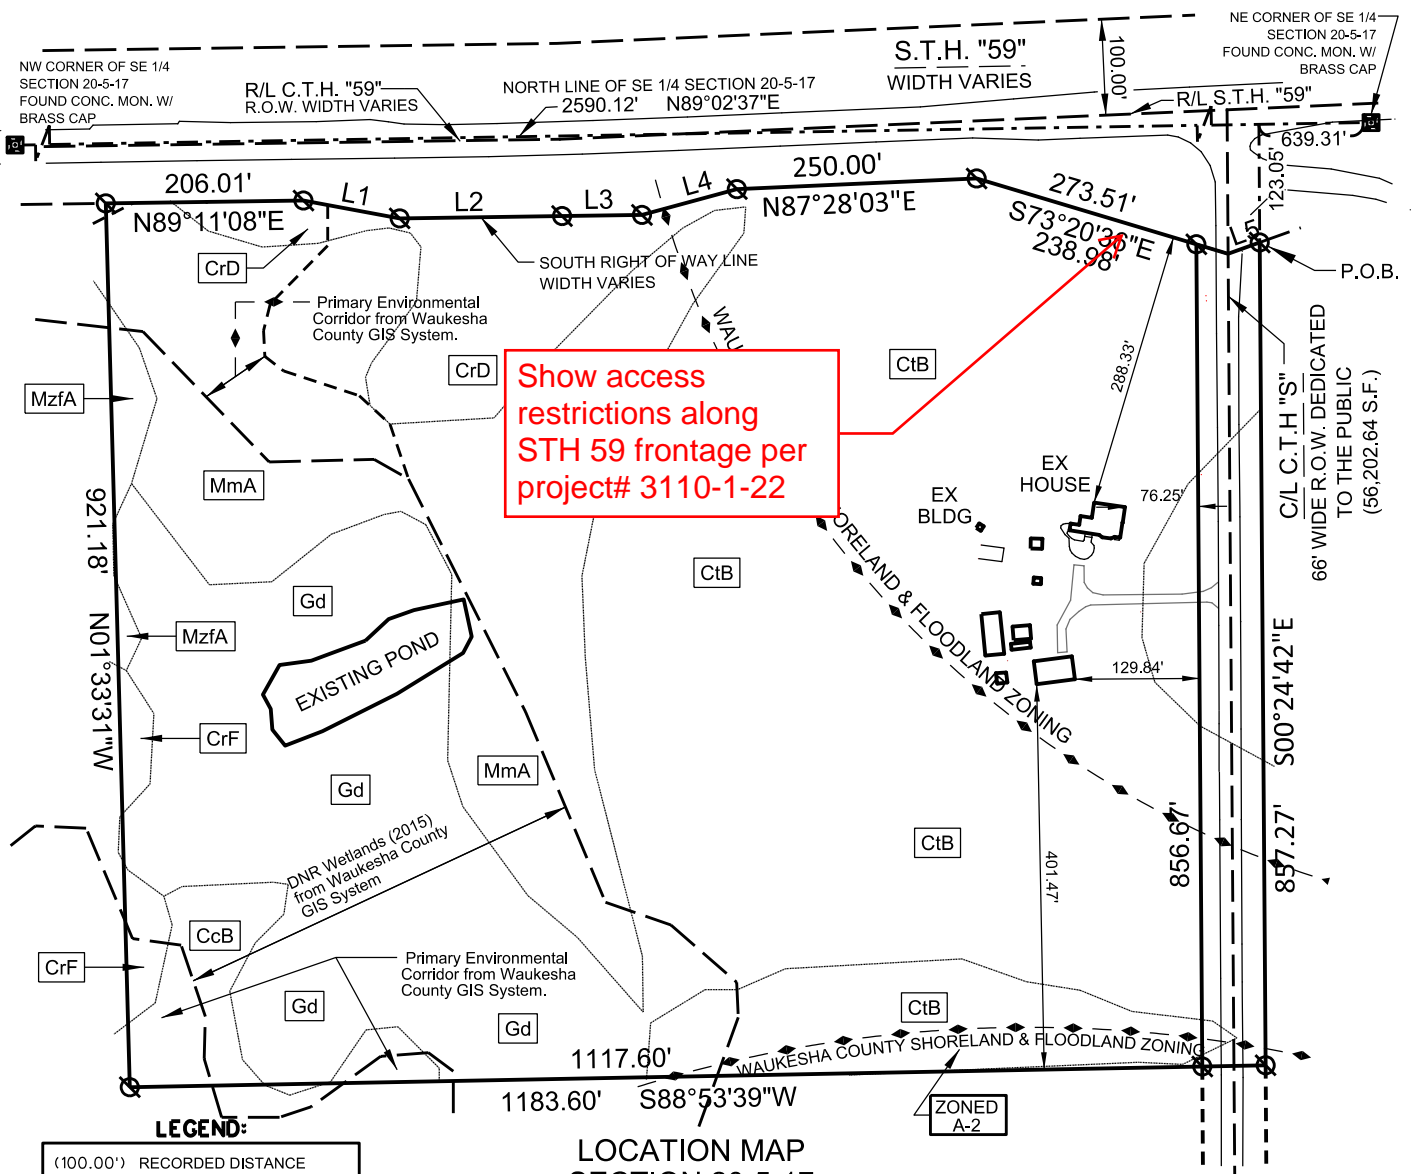 NW CORNER OF SE 1/4
SECTION 20-5-17
FOUND CONC. MON. W/
BRASS CAP
R/L C.T.H. "59"
R.O.W. WIDTH VARIES
NORTH LINE OF SE 1/4 SECTION 20-5-17
2590.12' N89°02'37"E
S.T.H. "59"
WIDTH VARIES
100.00'
NE CORNER OF SE 1/4
SECTION 20-5-17
FOUND CONC. MON. W/
BRASS CAP
R/L S.T.H. "59"
639.31'
123.05'
206.01'
N89°11'08"E
L1
L2
L3
L4
250.00'
N87°28'03"E
273.51'
S73°20'36"E
238.98'
L5
P.O.B.
SOUTH RIGHT OF WAY LINE
WIDTH VARIES
CrD
Primary Environmental
Corridor from Waukesha
County GIS System.
CrD
CtB
288.33'
Show access
restrictions along
STH 59 frontage per
project# 3110-1-22
WAU
ORELAND & FLOODLAND ZONING
C/L C.T.H "S"
66' WIDE R.O.W. DEDICATED
TO THE PUBLIC
(56,202.64 S.F.)
MzfA
MmA
921.18' N01°33'31"W
EX
HOUSE
EX
BLDG
76.25'
CtB
Gd
MzfA
EXISTING POND
129.84'
S00°24'42"E
857.27'
CrF
MmA
Gd
856.67'
CtB
401.47'
DNR Wetlands (2015)
from Waukesha County
GIS System
CcB
CrF
Primary Environmental
Corridor from Waukesha
County GIS System.
Gd
Gd
CtB
1117.60'
WAUKESHA COUNTY SHORELAND & FLOODLAND ZONING
1183.60' S88°53'39"W
ZONED
A-2
LEGEND:
(100.00') RECORDED DISTANCE
LOCATION MAP
SECTION 20-5-17